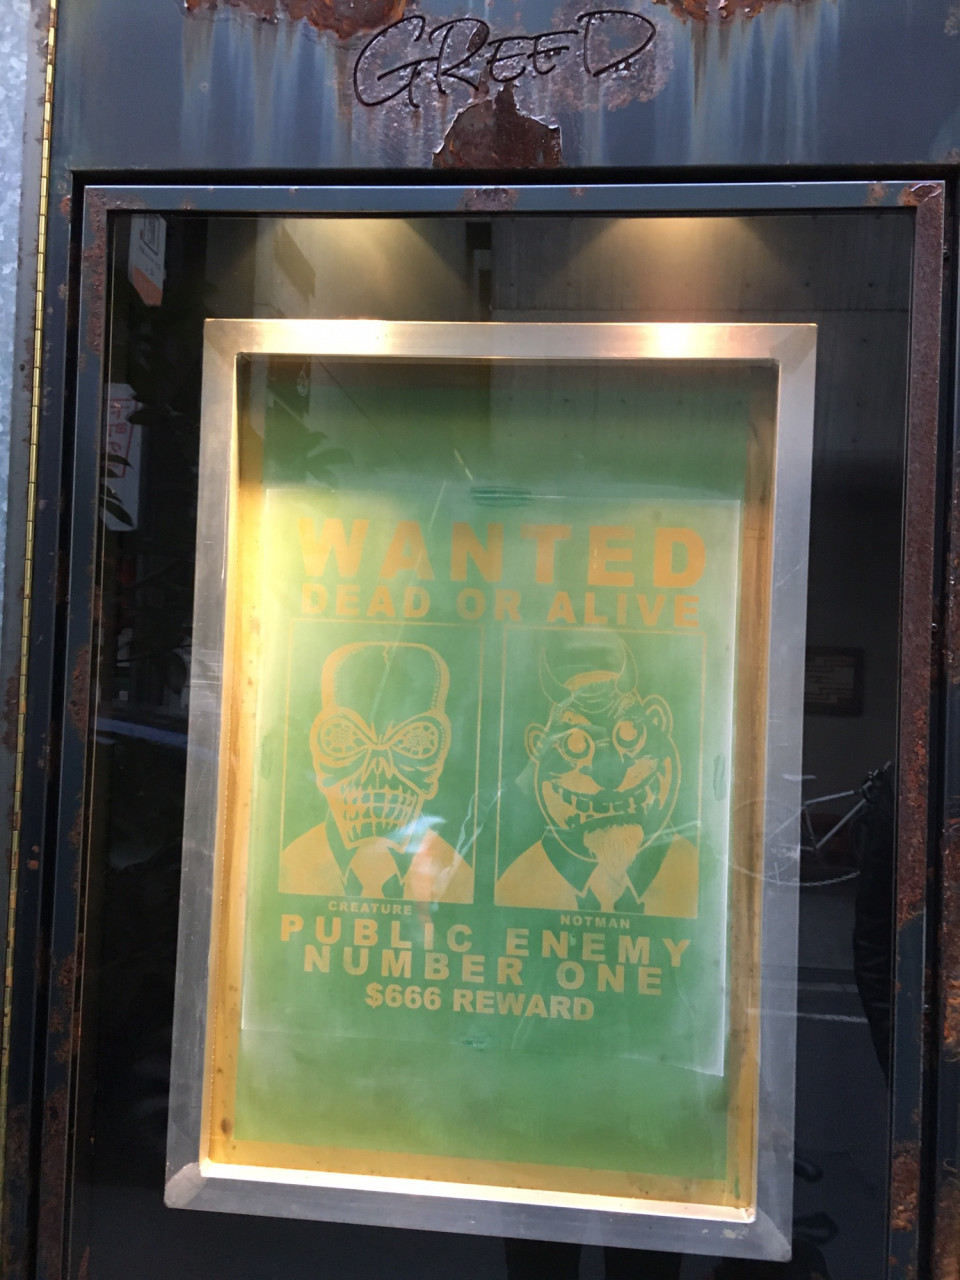 GREED
WANTED
DEAD OR ALIVE
CREATURE
NOTMAN
PUBLIC ENEMY
NUMBER ONE
$666 REWARD